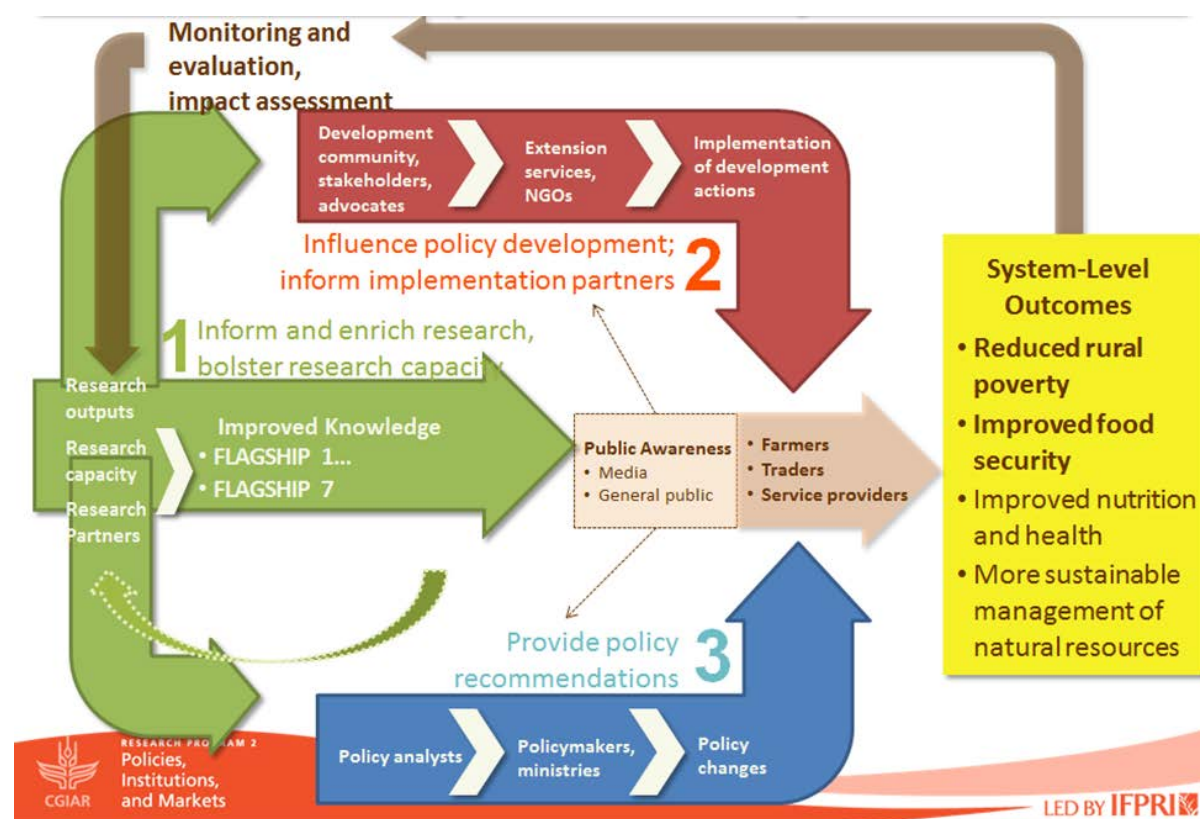 Monitoring and
evaluation,
impact assessment
Development
community,
stakeholders,
advocates
Extension
services,
NGOs
Implementation
of development
actions
Influence policy development;
inform implementation partners
2
1
Inform and enrich research,
bolster research capacity
Research
outputs
Research
capacity
Research
Partners
Improved Knowledge
• FLAGSHIP 1...
• FLAGSHIP 7
Public Awareness
• Media
• General public
• Farmers
• Traders
• Service providers
System-Level
Outcomes
• Reduced rural
poverty
• Improved food
security
• Improved nutrition
and health
• More sustainable
management of
natural resources
Provide policy
recommendations
3
Policy analysts
Policymakers,
ministries
Policy
changes
CGIAR
RESEARCH PROGRAM 2
Policies,
Institutions,
and Markets
LED BY IFPRI